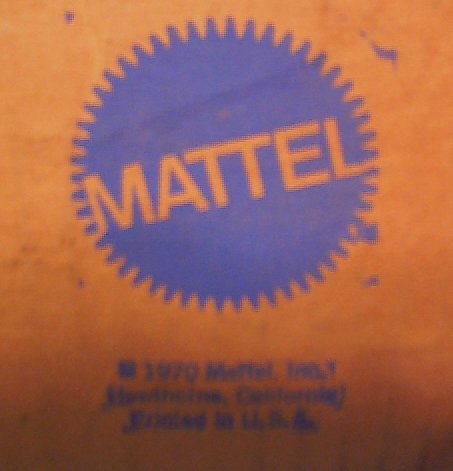 MATTEL
© 1970 Mattel, Inc.
Hawthorne, California
Printed in U.S.A.